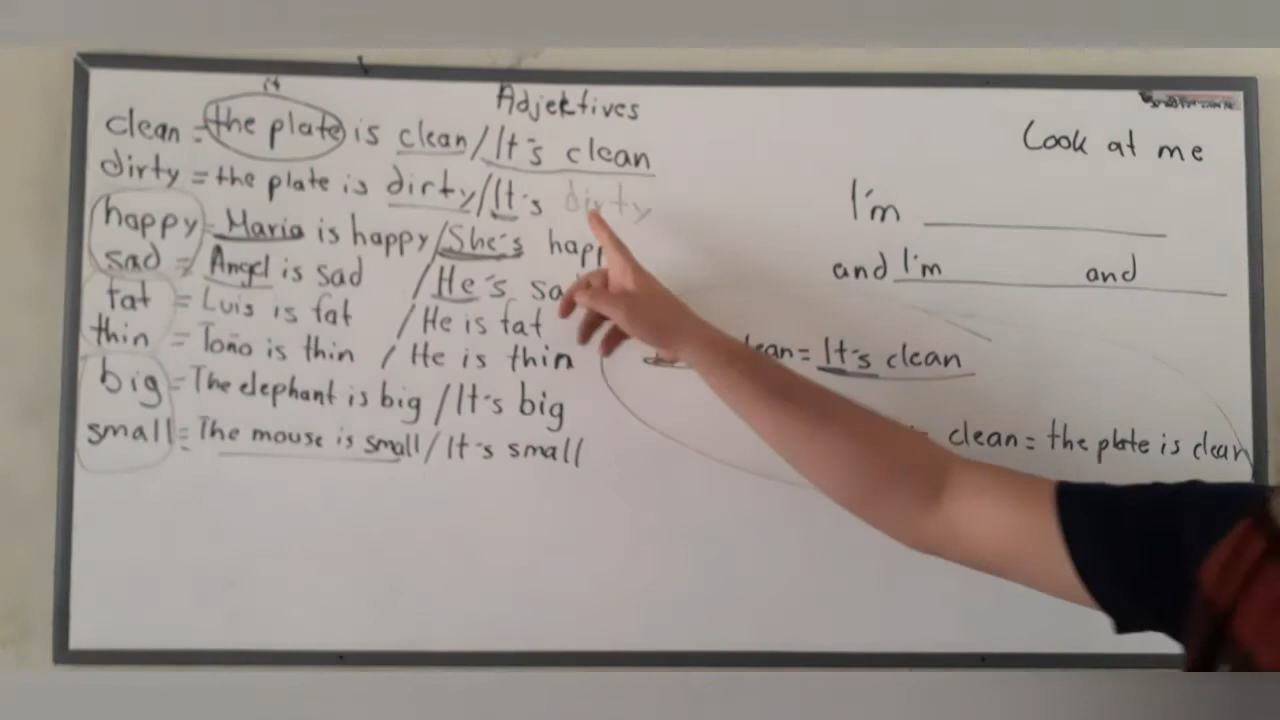 it
Adjektives
clean = the plate is clean/It's clean
dirty = the plate is dirty/It's dirty
happy = Maria is happy/She's
sad = Angel is sad /He's
fat = Luis is fat /He is fat
thin = Toño is thin / He is thin
big = The elephant is big /It's big
small = The mouse is small/It's small
Look at me
I'm
and I'm and
= It's clean
clean = the plate is clean